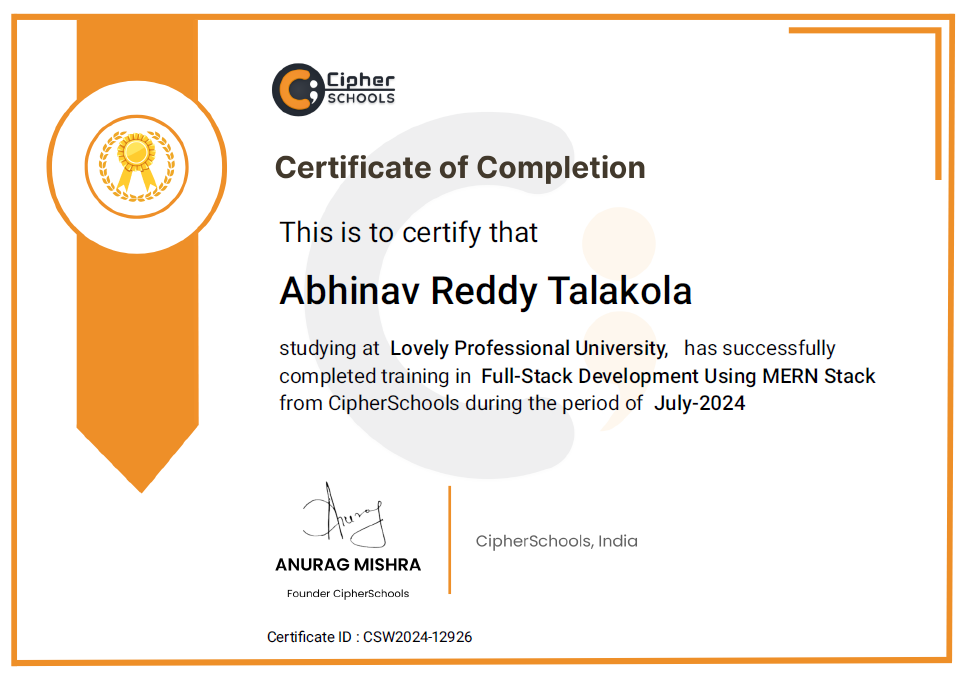 Cipher
SCHOOLS
Certificate of Completion
This is to certify that
Abhinav Reddy Talakola
studying at Lovely Professional University, has successfully
completed training in Full-Stack Development Using MERN Stack
from CipherSchools during the period of July-2024
Anurag
ANURAG MISHRA
Founder CipherSchools
CipherSchools, India
Certificate ID : CSW2024-12926